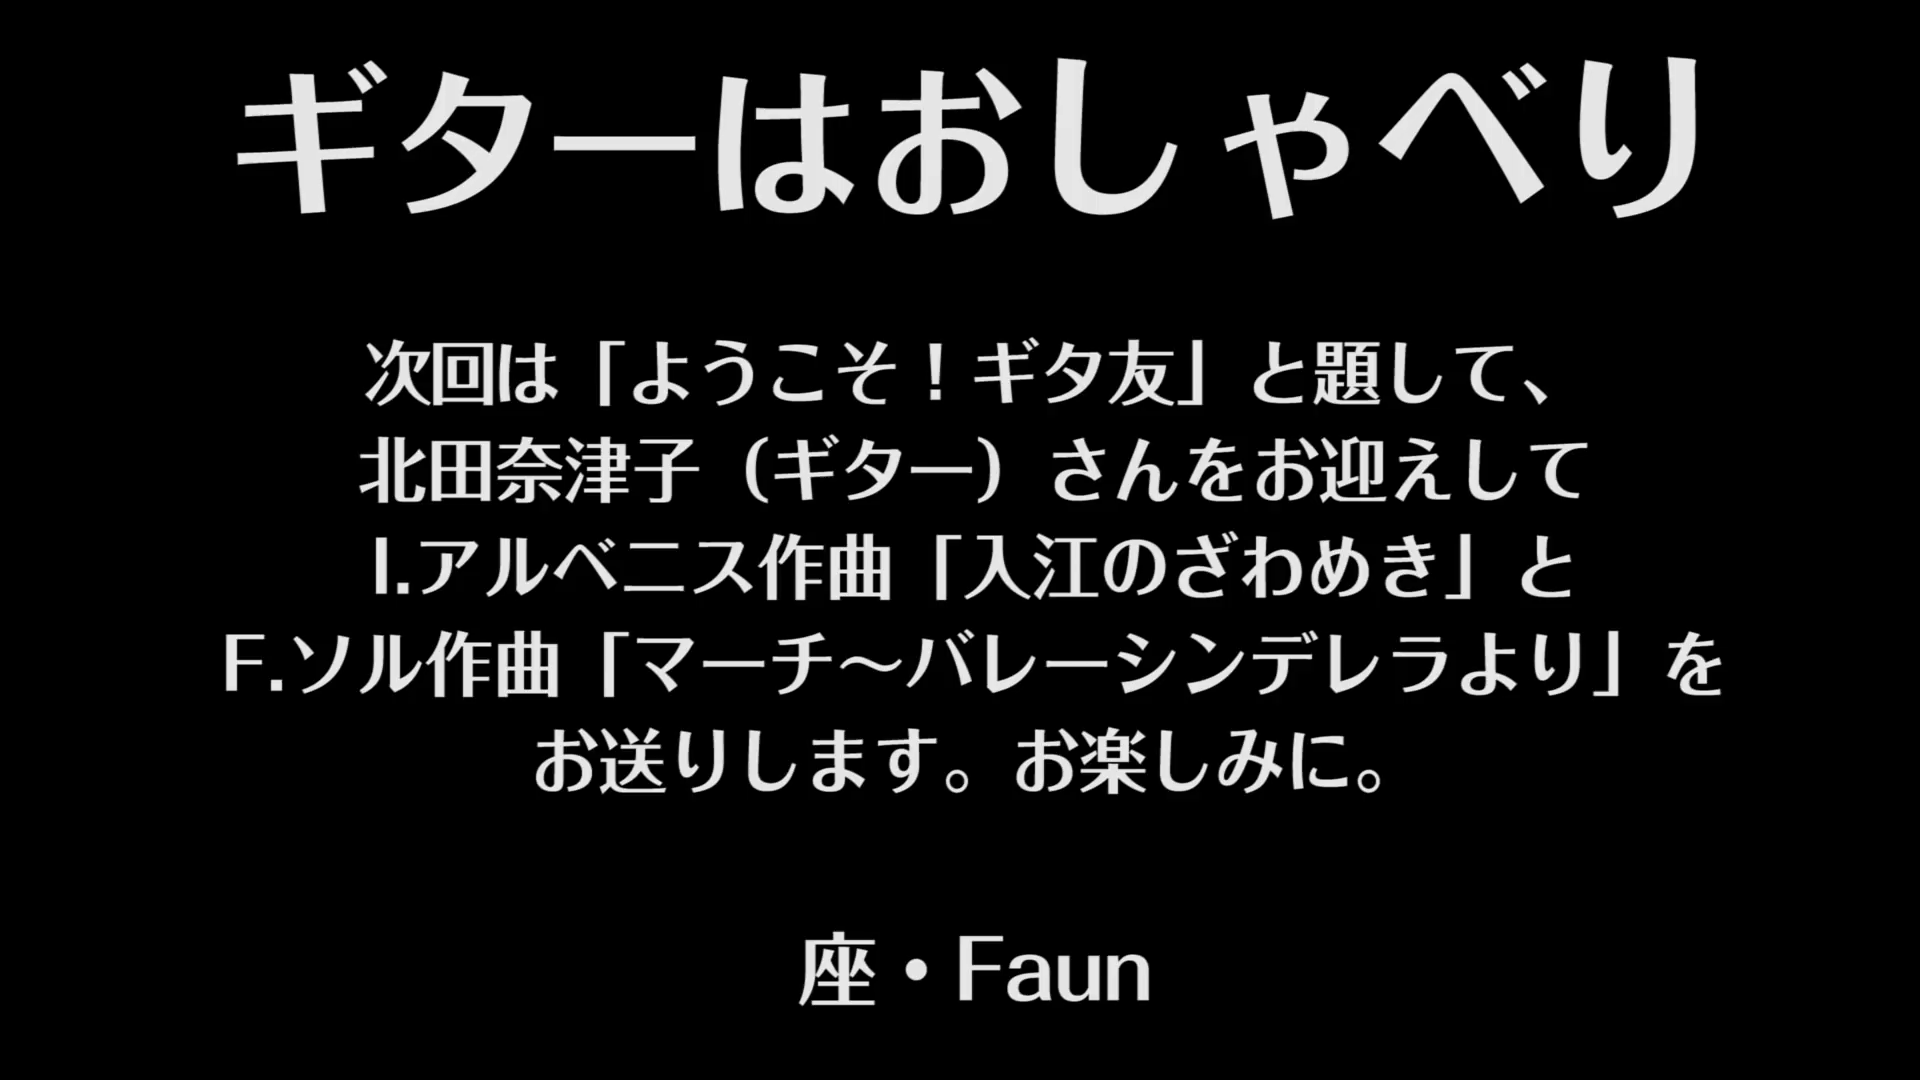 ギターはおしゃべり
次回は「ようこそ！ギタ友」と題して、
北田奈津子（ギター）さんをお迎えして
I.アルベニス作曲「入江のざわめき」と
F.ソル作曲「マーチ〜バレーシンデレラより」を
お送りします。お楽しみに。
座・Faun